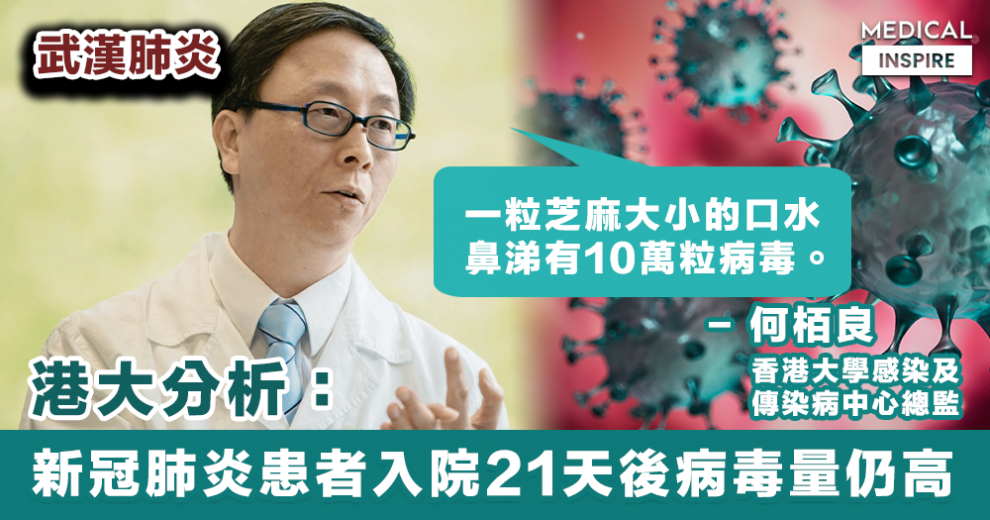 武漢肺炎
MEDICAL
INSPIRE
一粒芝麻大小的口水
鼻涕有10萬粒病毒。
– 何栢良
香港大學感染及
傳染病中心總監
港大分析：
新冠肺炎患者入院21天後病毒量仍高